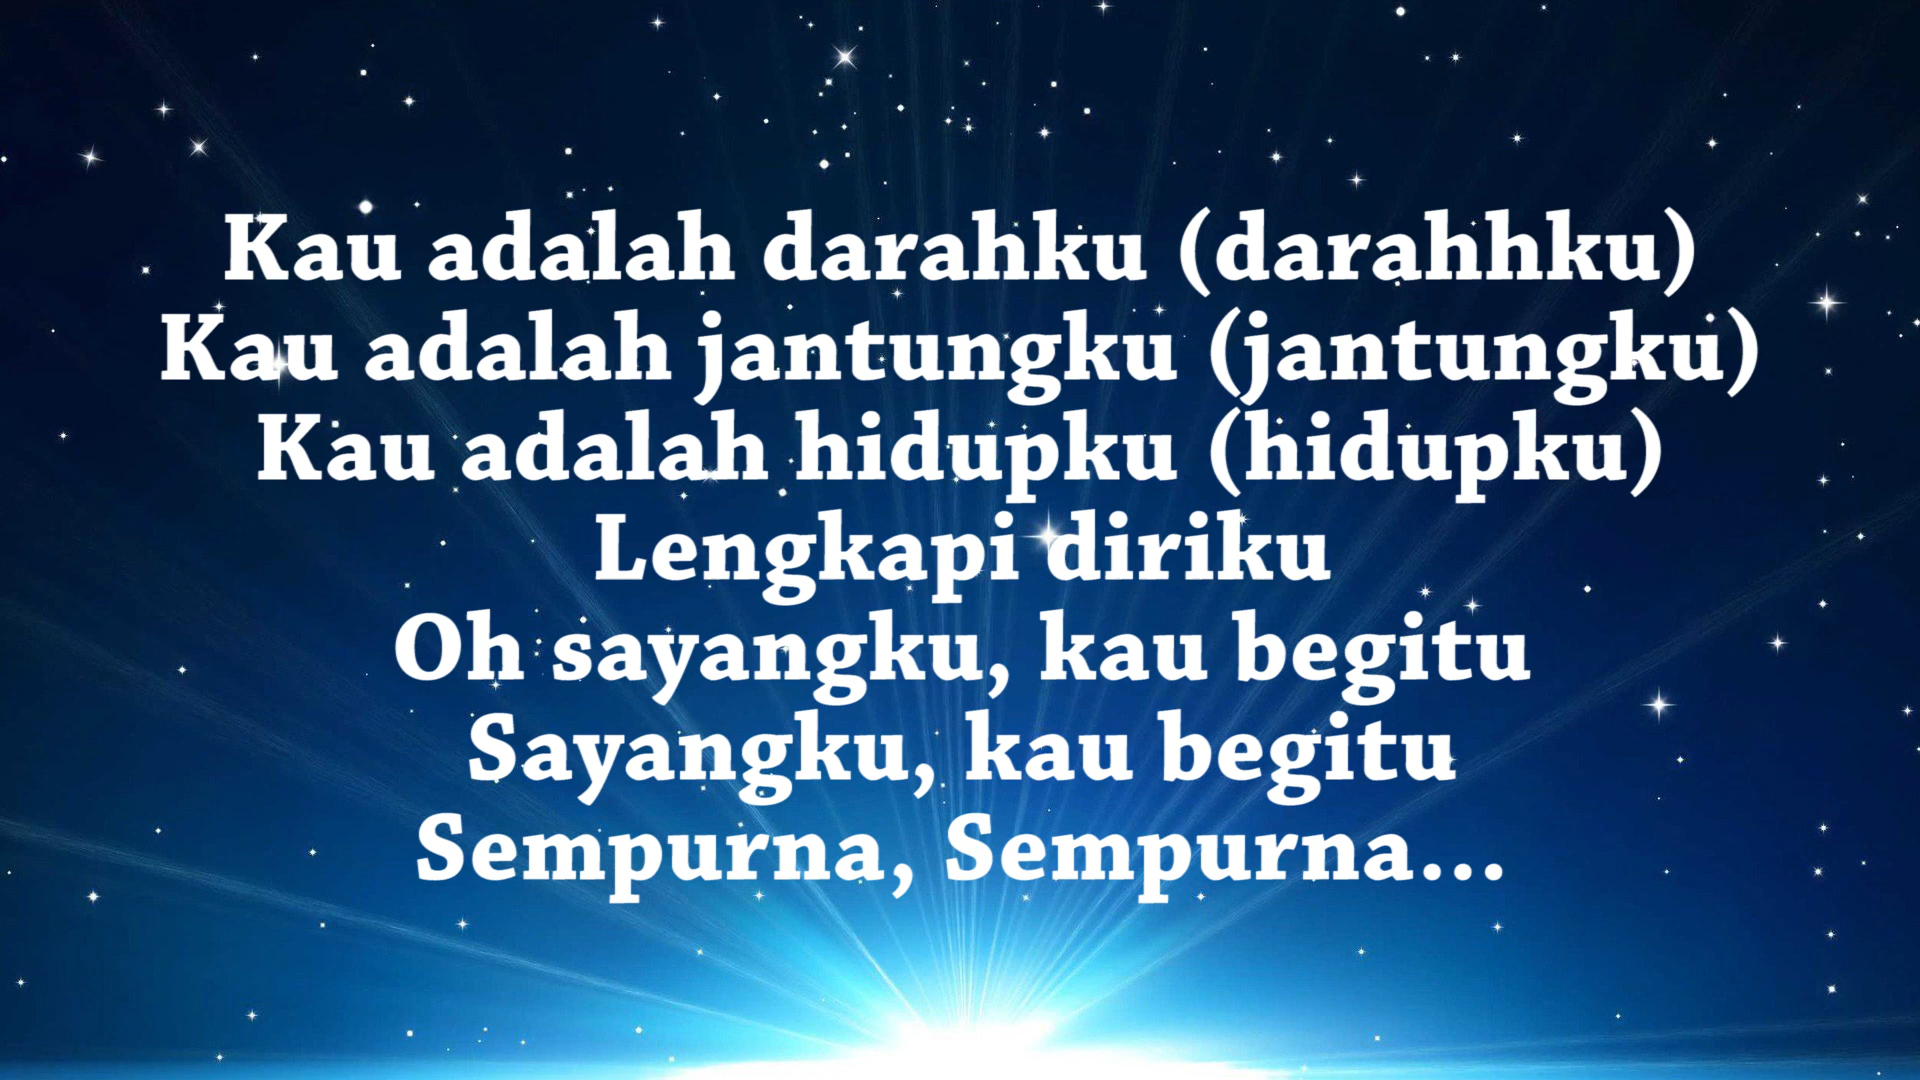 Kau adalah darahku (darahhku)
Kau adalah jantungku (jantungku)
Kau adalah hidupku (hidupku)
Lengkapi diriku
Oh sayangku, kau begitu
Sayangku, kau begitu
Sempurna, Sempurna...